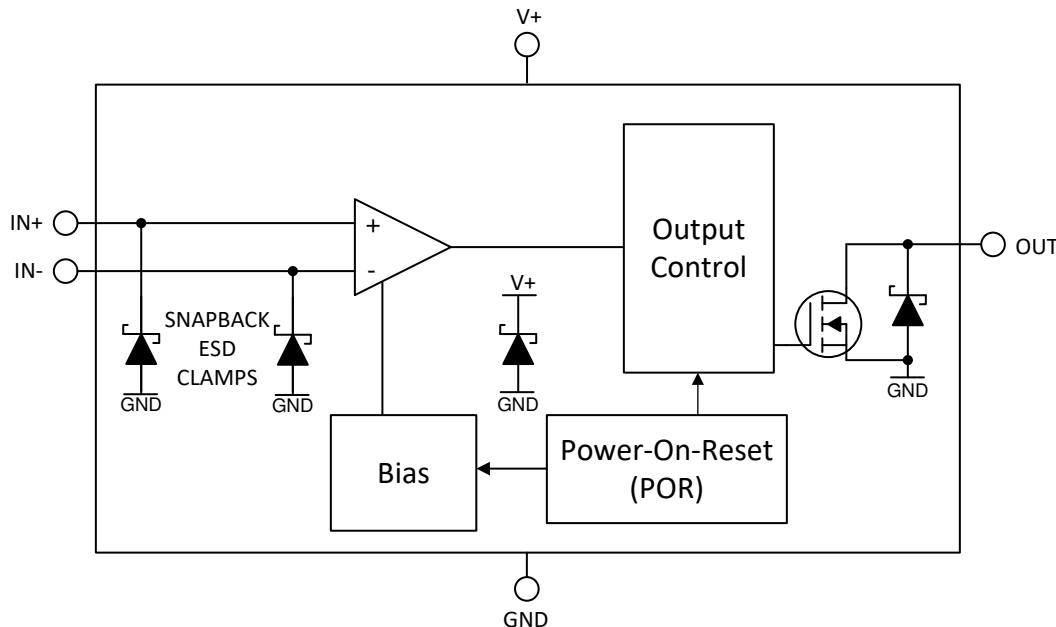 V+
IN+
IN-
+
-
Output
Control
OUT
V+
SNAPBACK
ESD
CLAMPS
GND
GND
GND
GND
Bias
Power-On-Reset
(POR)
GND